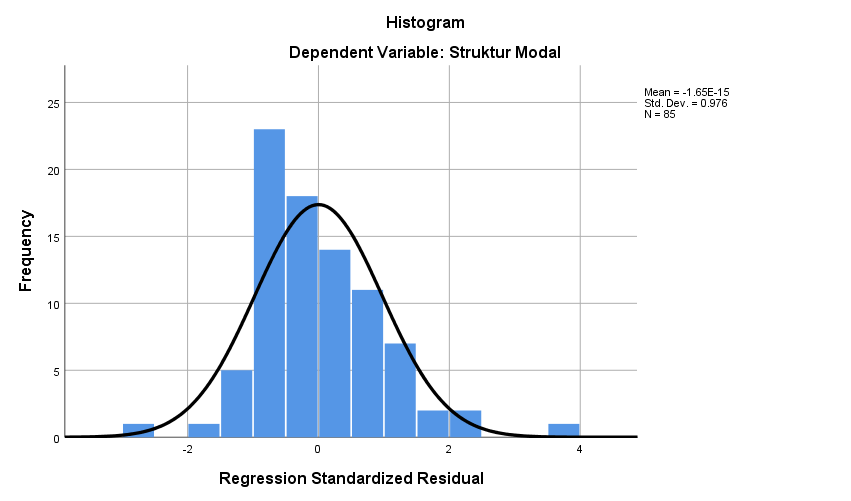 Histogram
Dependent Variable: Struktur Modal
Mean = -1.65E-15
Std. Dev. = 0.976
N = 85
Frequency
25
20
15
10
5
0
-2 0 2 4
Regression Standardized Residual